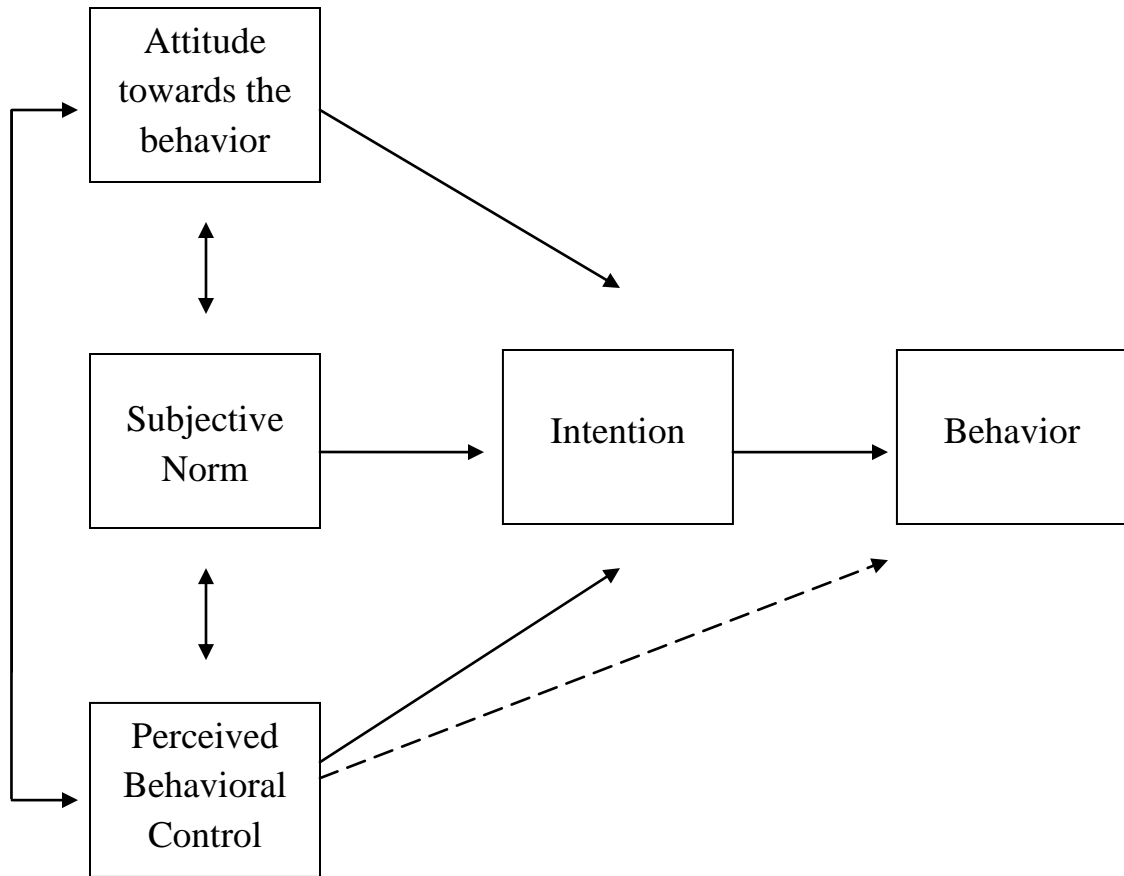 Attitude
towards the
behavior
Subjective
Norm
Intention
Behavior
Perceived
Behavioral
Control